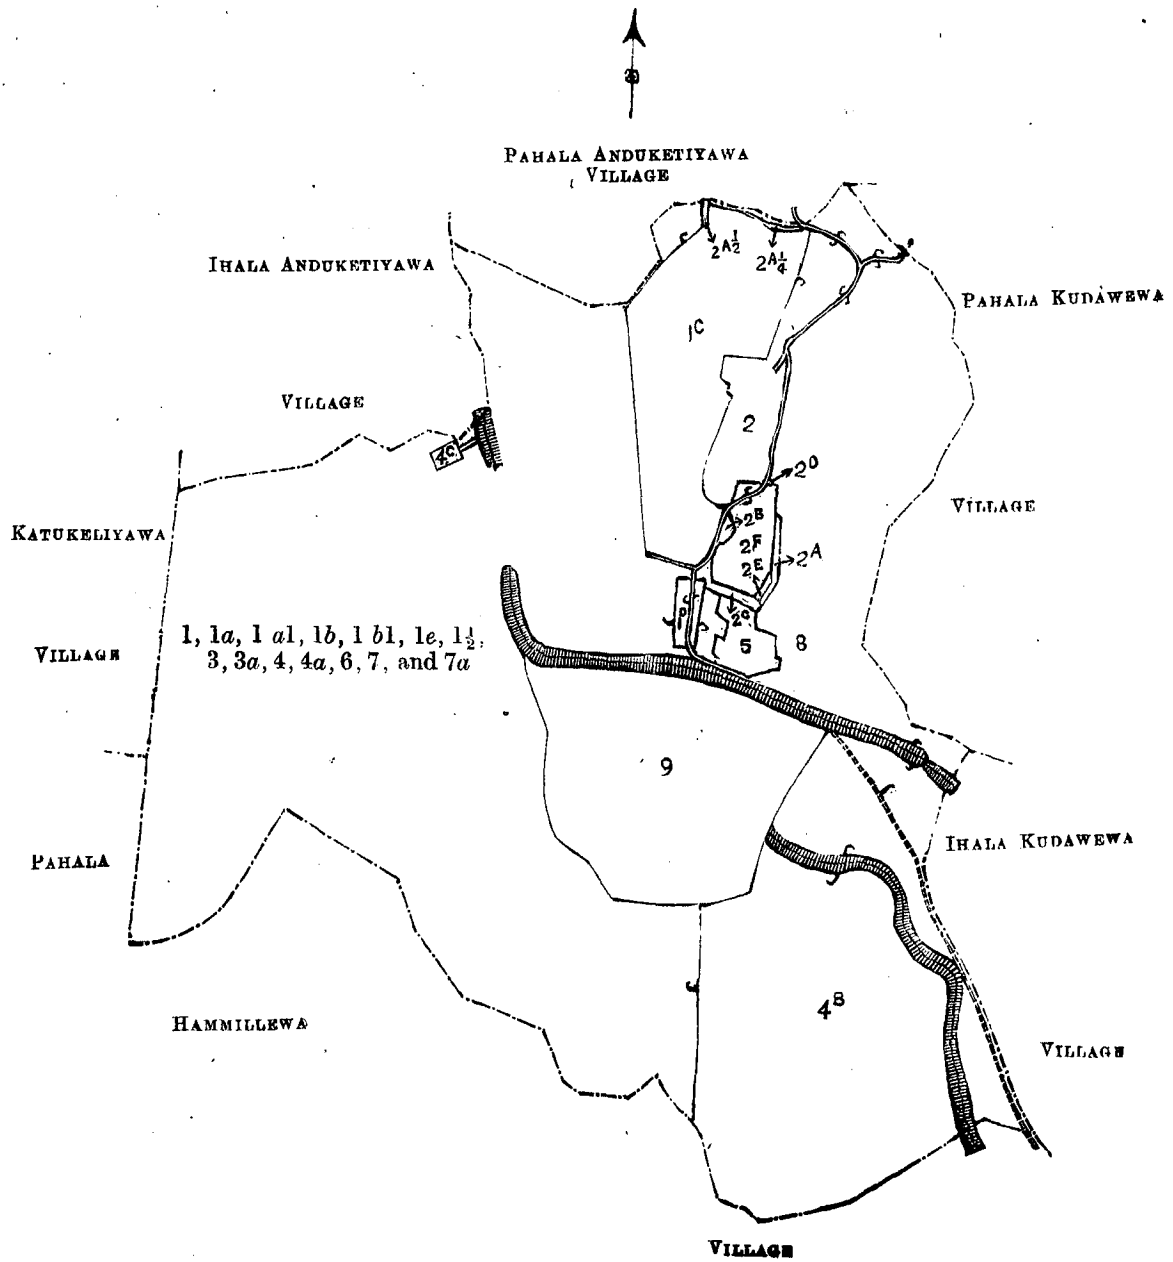 PAHALA ANDUKETIYAWA
VILLAGE
IHALA ANDUKETIYAWA
2A½
2A¼
PAHALA KUDAWEWA
1C
VILLAGE
2
4C
2D
VILLAGE
2B
KATUKELIYAWA
2F
2A
2E
1, 1a, 1 a1, 1b, 1 b1, 1e, 1½,
3, 3a, 4, 4a, 6, 7, and 7a
5
8
VILLAGE
9
IHALA KUDAWEWA
PAHALA
4B
HAMMILLEWA
VILLAGE
VILLAGE